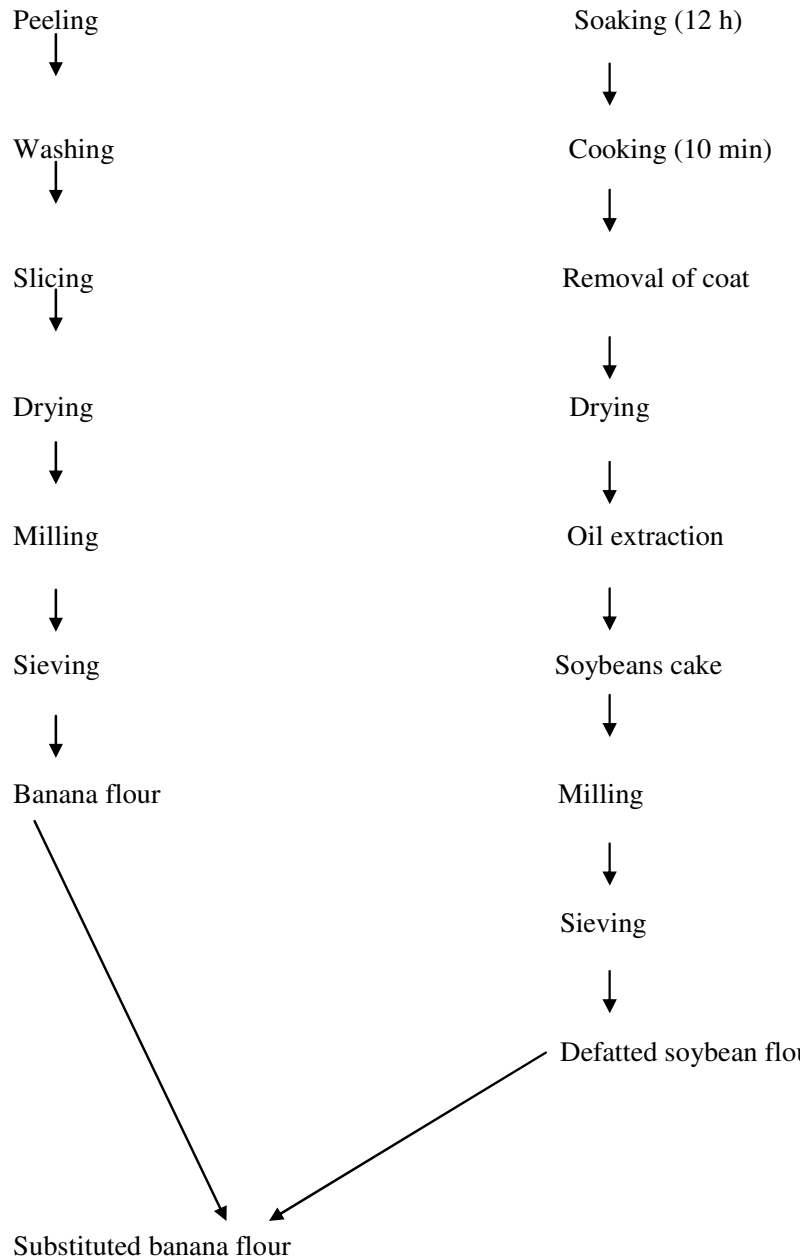 Peeling
Soaking (12 h)
Washing
Cooking (10 min)
Slicing
Removal of coat
Drying
Drying
Milling
Oil extraction
Sieving
Soybeans cake
Banana flour
Milling
Sieving
Defatted soybean flou
Substituted banana flour